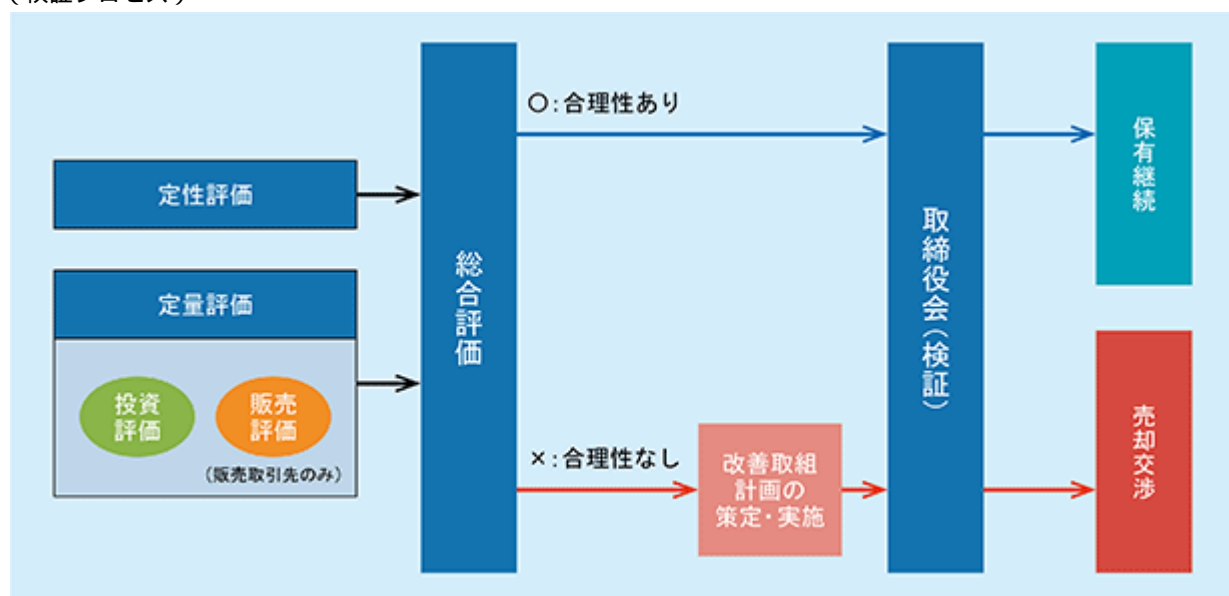 定性評価
定量評価
投資
評価
販売
評価
(販売取引先のみ)
総合評価
〇:合理性あり
×:合理性なし
改善取組
計画の
策定・実施
取締役会(検証)
保有継続
売却交渉